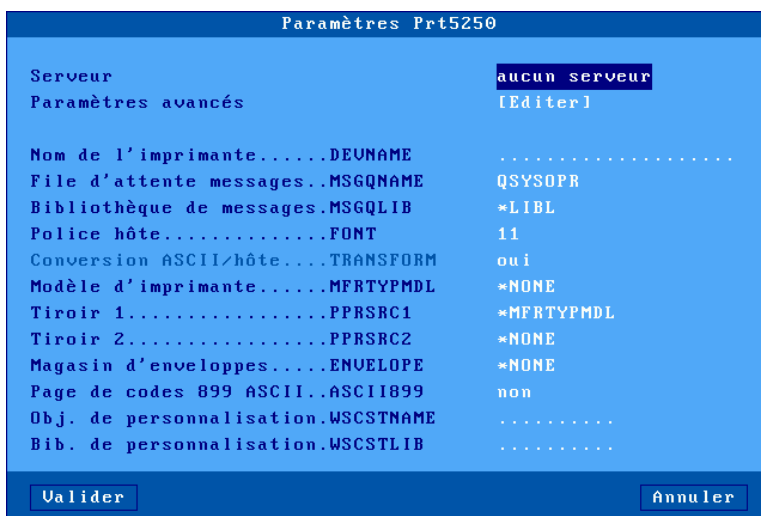 Paramètres Prt5250
Serveur aucun serveur
Paramètres avancés [Editer]
Nom de l'imprimante......DEVNAME .....................
File d'attente messages..MSGQNAME QSYSOPR
Bibliothèque de messages.MSGQLIB *LIBL
Police hôte..............FONT 11
Conversion ASCII/hôte....TRANSFORM oui
Modèle d'imprimante......MFRTYPMDL *NONE
Tiroir 1.................PPRSRC1 *MFRTYPMDL
Tiroir 2.................PPRSRC2 *NONE
Magasin d'enveloppes.....ENVELOPE *NONE
Page de codes 899 ASCII..ASCII899 non
Obj. de personnalisation.WSCSTNAME ..........
Bib. de personnalisation.WSCSTLIB ..........
Valider Annuler